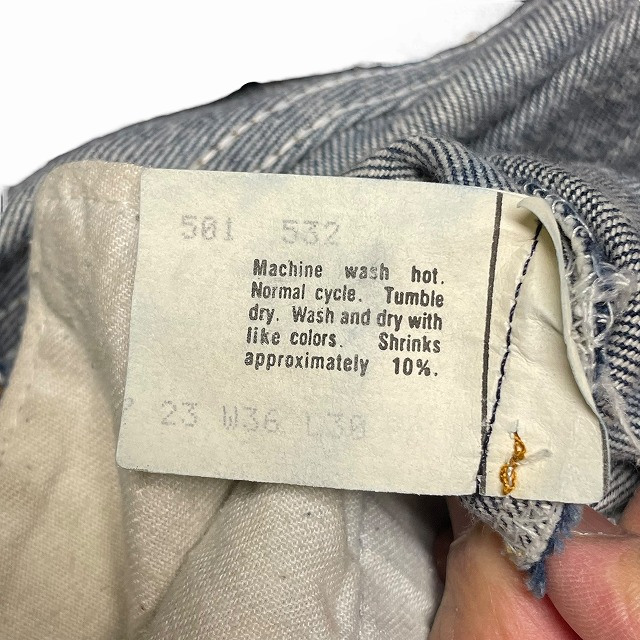 501 532
Machine wash hot.
Normal cycle. Tumble
dry. Wash and dry with
like colors. Shrinks
approximately 10%.
23 W36 L30